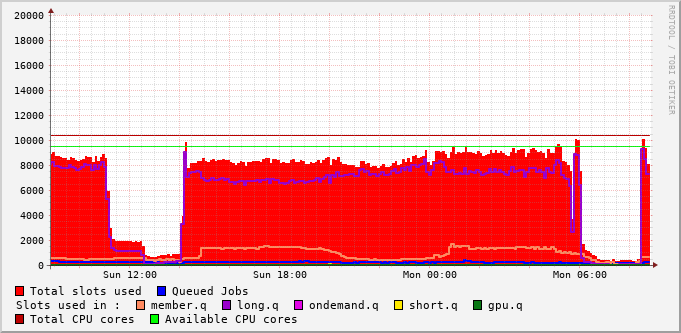 RRDTOOL / TOBI OETIKER
20000
18000
16000
14000
12000
10000
8000
6000
4000
2000
0
Sun 12:00 Sun 18:00 Mon 00:00 Mon 06:00
Total slots used Queued Jobs
Slots used in : member.q long.q ondemand.q short.q gpu.q
Total CPU cores Available CPU cores